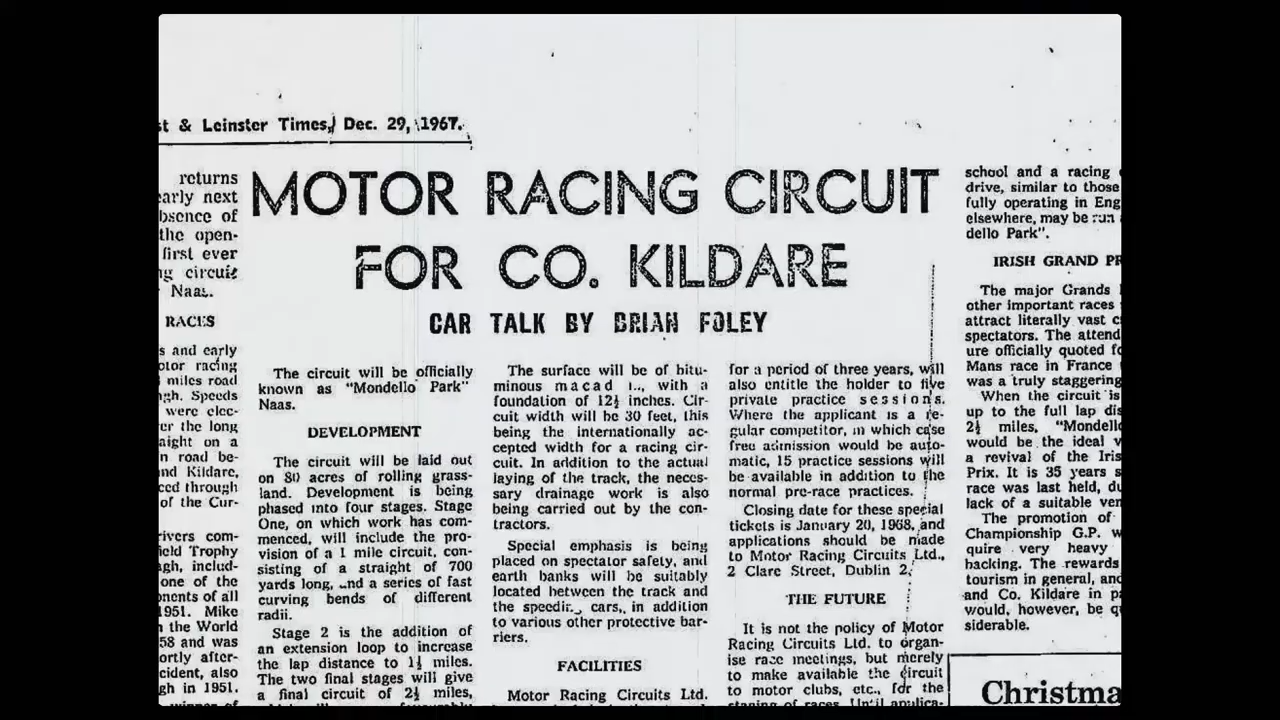 st & Leinster Times, Dec. 29, 1967.
returns
early next
bsence of
the open-
first ever
ng circuit
Naas.
RACES
s and early
otor racing
miles road
gh. Speeds
were elec-
er the long
aight on a
n road be-
nd Kildare,
ced through
of the Cur-
rivers com-
field Trophy
gh, includ-
one of the
onents of all
1951. Mike
n the World
58 and was
ortly after-
cident, also
gh in 1951.
winner of
MOTOR RACING CIRCUIT
FOR CO. KILDARE
CAR TALK BY BRIAN FOLEY
The circuit will be officially
known as "Mondello Park"
Naas.
DEVELOPMENT
The circuit will be laid out
on 80 acres of rolling grass-
land. Development is being
phased into four stages. Stage
One, on which work has com-
menced, will include the pro-
vision of a 1 mile circuit, con-
sisting of a straight of 700
yards long, and a series of fast
curving bends of different
radii.
Stage 2 is the addition of
an extension loop to increase
the lap distance to 1½ miles.
The two final stages will give
a final circuit of 2¼ miles,
The surface will be of bitu-
minous with a
foundation of 12½ inches. Cir-
cuit width will be 30 feet, this
being the internationally ac-
cepted width for a racing cir-
cuit. In addition to the actual
laying of the track, the neces-
sary drainage work is also
being carried out by the con-
tractors.
Special emphasis is being
placed on spectator safety, and
earth banks will be suitably
located between the track and
the cars, in addition
to various other protective bar-
riers.
FACILITIES
Motor Racing Circuits Ltd.
for a period of three years, will
also entitle the holder to five
private practice sessions.
Where the applicant is a re-
gular competitor, in which case
free admission would be auto-
matic, 15 practice sessions will
be available in addition to the
normal pre-race practices.
Closing date for these special
tickets is January 20, 1968, and
applications should be made
to Motor Racing Circuits Ltd.,
2 Clare Street, Dublin 2.
THE FUTURE
It is not the policy of Motor
Racing Circuits Ltd. to organ-
ise race meetings, but merely
to make available the circuit
to motor clubs, etc., for the
staging of races. Until applica-
school and a racing
drive, similar to those
fully operating in Eng
elsewhere, may be run
dello Park".
IRISH GRAND PR
The major Grands
other important races
attract literally vast c
spectators. The attend
ure officially quoted fo
Mans race in France
was a truly staggering
When the circuit is
up to the full lap dis
2¼ miles, "Mondell
would be the ideal v
a revival of the Iris
Prix. It is 35 years s
race was last held, du
lack of a suitable ven
The promotion of
Championship G.P. w
quire very heavy
backing. The rewards
tourism in general, and
and Co. Kildare in pa
would, however, be q
siderable.
Christma